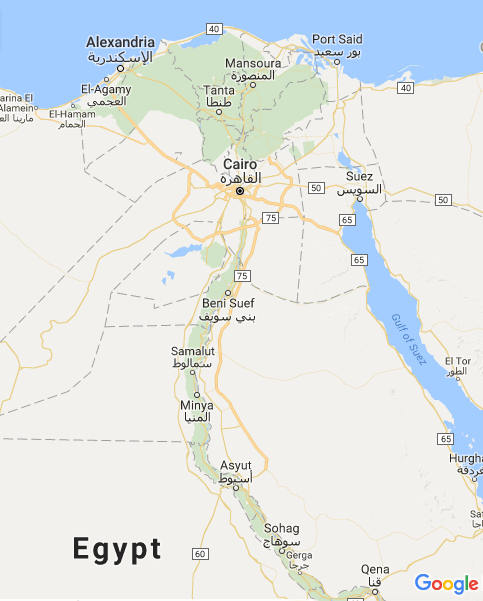 40
Port Said
بور سعيد
Alexandria
الإسكندرية
Mansoura
المنصورة
El-Agamy
العجمي
Tanta
طنطا
40
Alamein
El-Hamam
الحمام
Cairo
القاهرة
Suez
السويس
50
50
75
65
65
75
Beni Suef
بني سويف
Gulf of Suez
Samalut
سمالوط
El Tor
الطور
Minya
المنيا
65
Asyut
أسيوط
Sohag
سوهاج
Egypt
60
Gerga
جرجا
Qena
قنا
Google